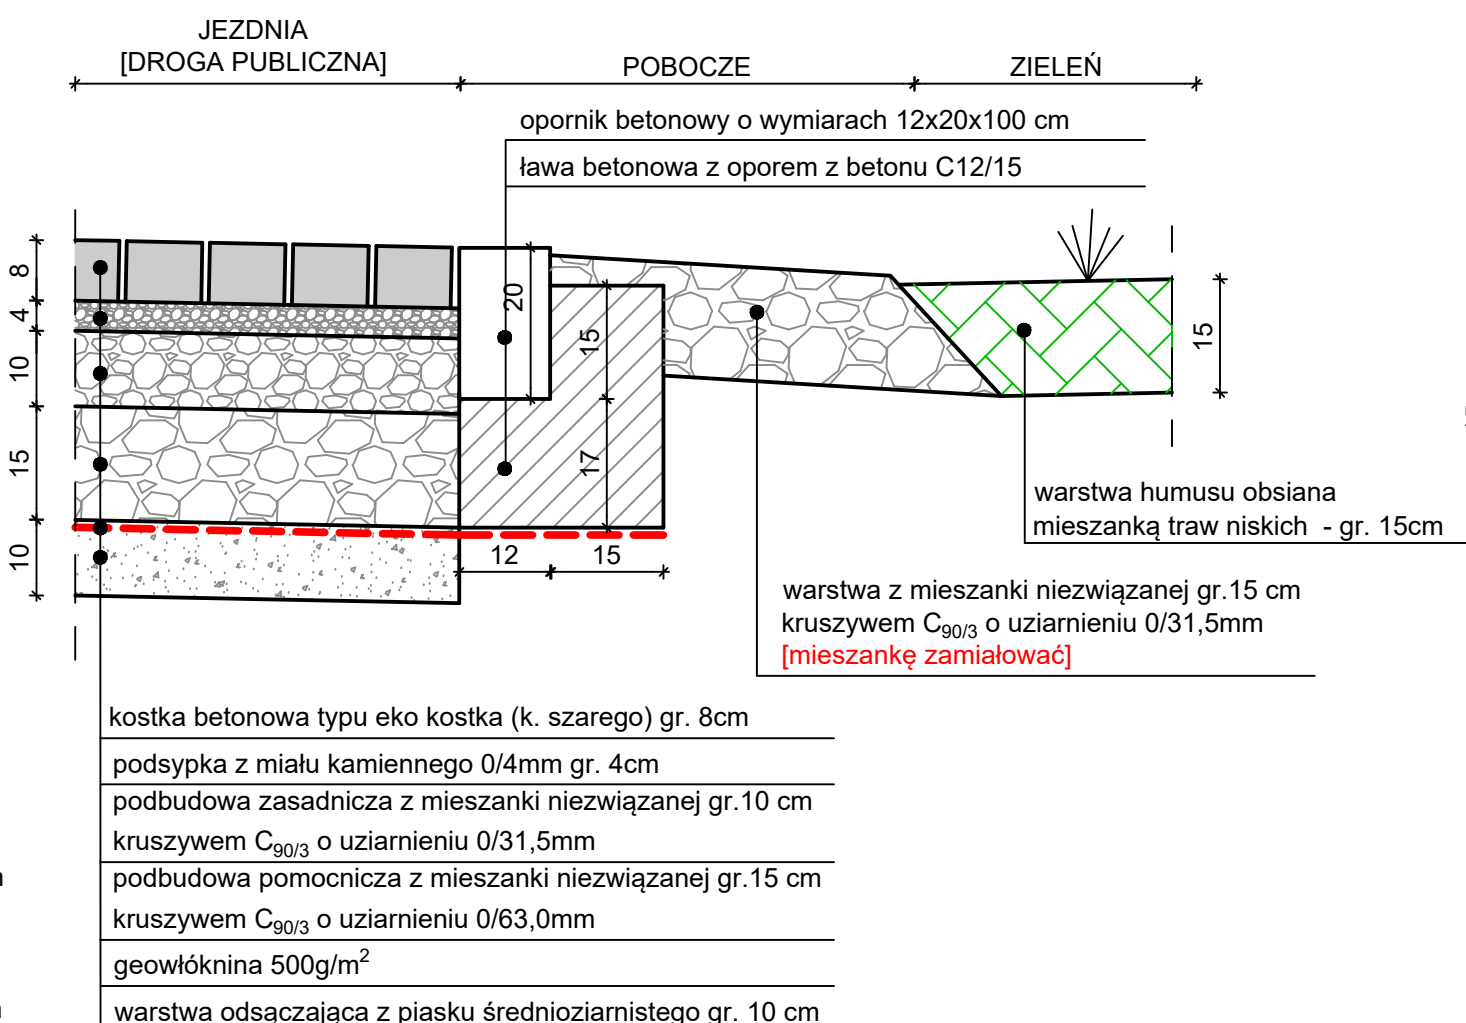 JEZDNIA
[DROGA PUBLICZNA]
POBOCZE
ZIELEŃ
opornik betonowy o wymiarach 12x20x100 cm
ława betonowa z oporem z betonu C12/15
8
4
10
15
10
20
15
17
12
15
15
warstwa humusu obsiana
mieszanką traw niskich - gr. 15cm
warstwa z mieszanki niezwiązanej gr.15 cm
kruszywem C90/3 o uziarnieniu 0/31,5mm
[mieszankę zamiałować]
kostka betonowa typu eko kostka (k. szarego) gr. 8cm
podsypka z miału kamiennego 0/4mm gr. 4cm
podbudowa zasadnicza z mieszanki niezwiązanej gr.10 cm
kruszywem C90/3 o uziarnieniu 0/31,5mm
podbudowa pomocnicza z mieszanki niezwiązanej gr.15 cm
kruszywem C90/3 o uziarnieniu 0/63,0mm
geowłóknina 500g/m²
warstwa odsączająca z piasku średnioziarnistego gr. 10 cm